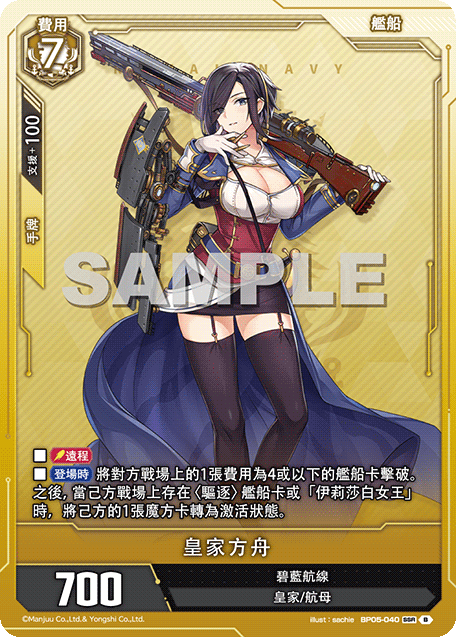 費用
7
艦船
ROYAL NAVY
支援+100
手牌
SAMPLE
■ 遠程
■ 登場時 將對方戰場上的1張費用為4或以下的艦船卡擊破。
之後, 當己方戰場上存在〈驅逐〉艦船卡或「伊莉莎白女王」
時, 將己方的1張魔方卡轉為激活狀態。
皇家方舟
700
碧藍航線
皇家/航母
©Manjuu Co.,Ltd. & Yongshi Co.,Ltd.
illust : sachie BP05-040 SSR B